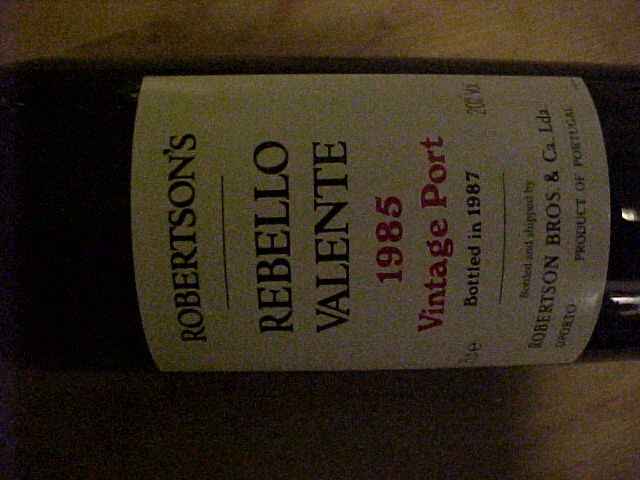 ROBERTSON'S
REBELLO
VALENTE
1985
Vintage Port
Bottled in 1987
Bottled and shipped by
ROBERTSON BROS. & Ca. Lda.
OPORTO PRODUCT OF PORTUGAL